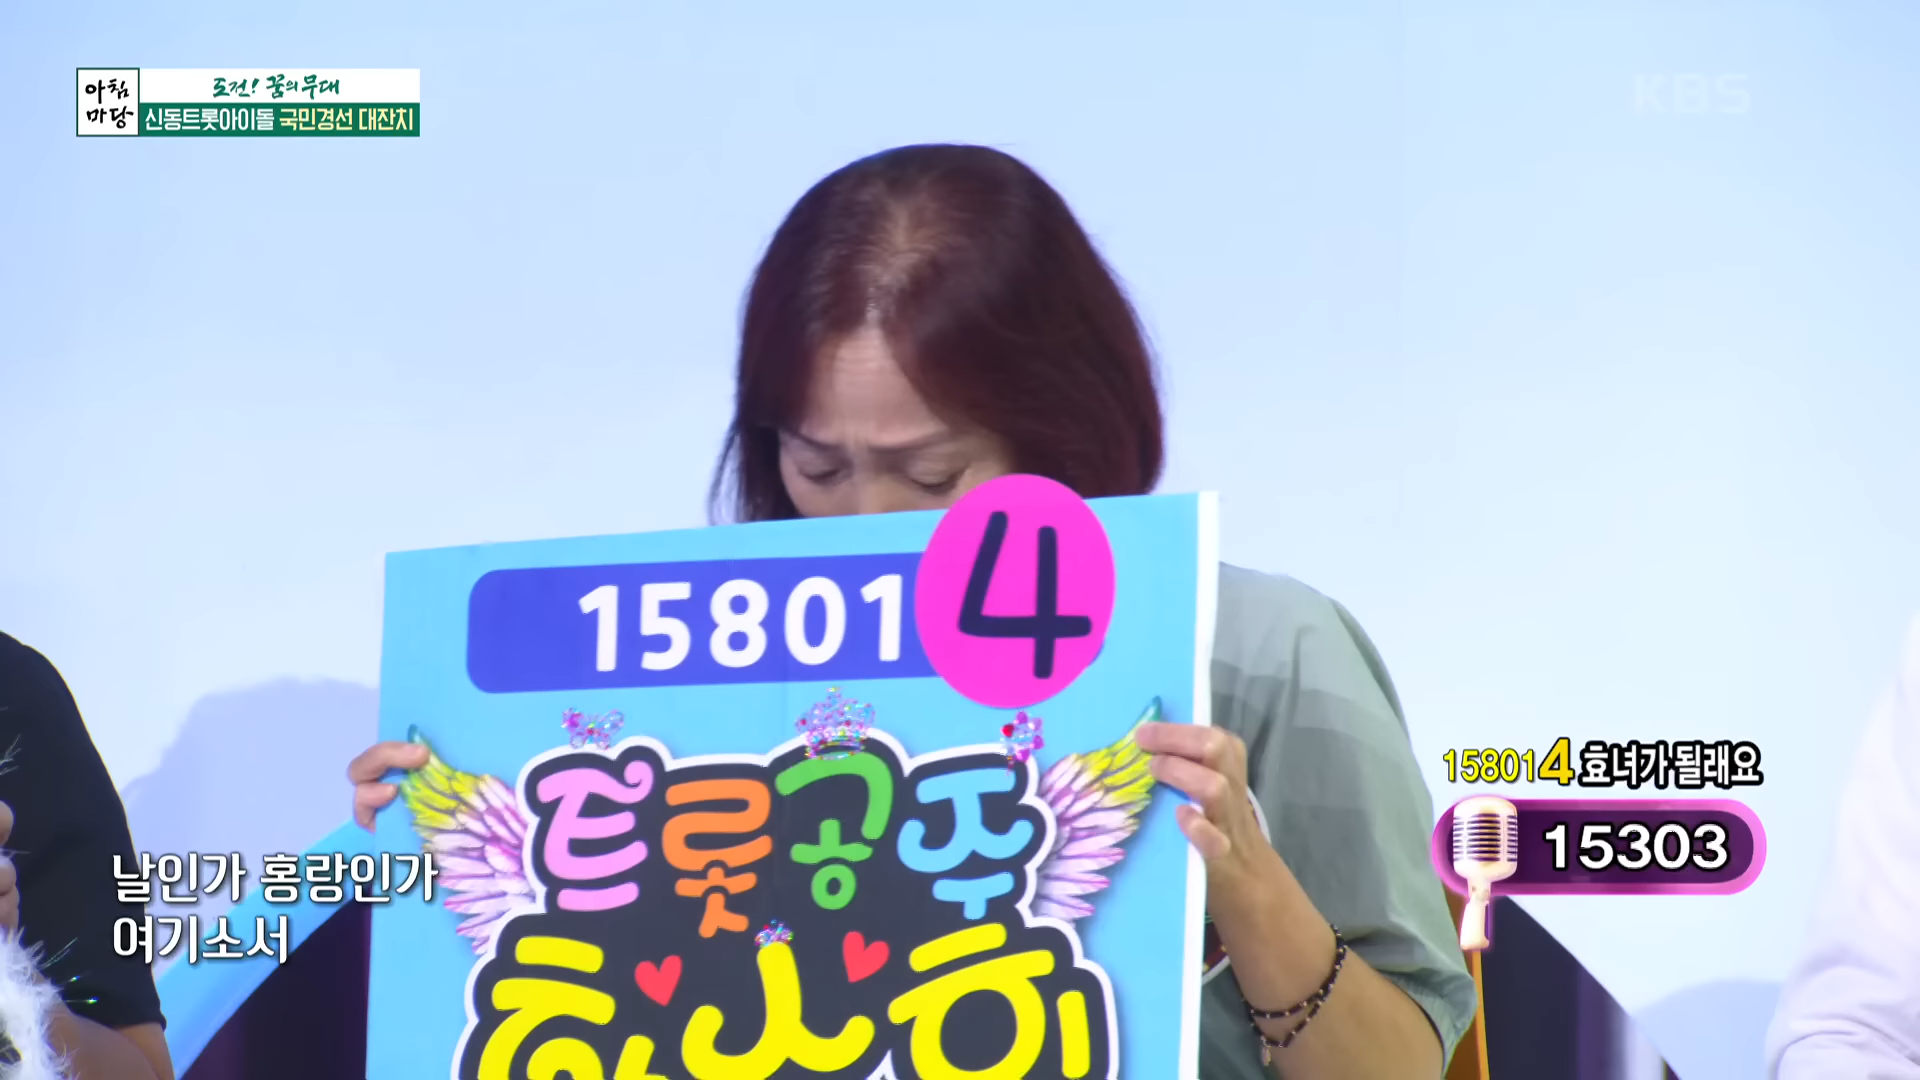 아침
마당
도전! 꿈의 무대
신동트롯아이돌 국민경선 대잔치
KBS
15801 4
트롯공주
158014 효녀가 될래요
15303
날인가 홍랑인가
여기소서